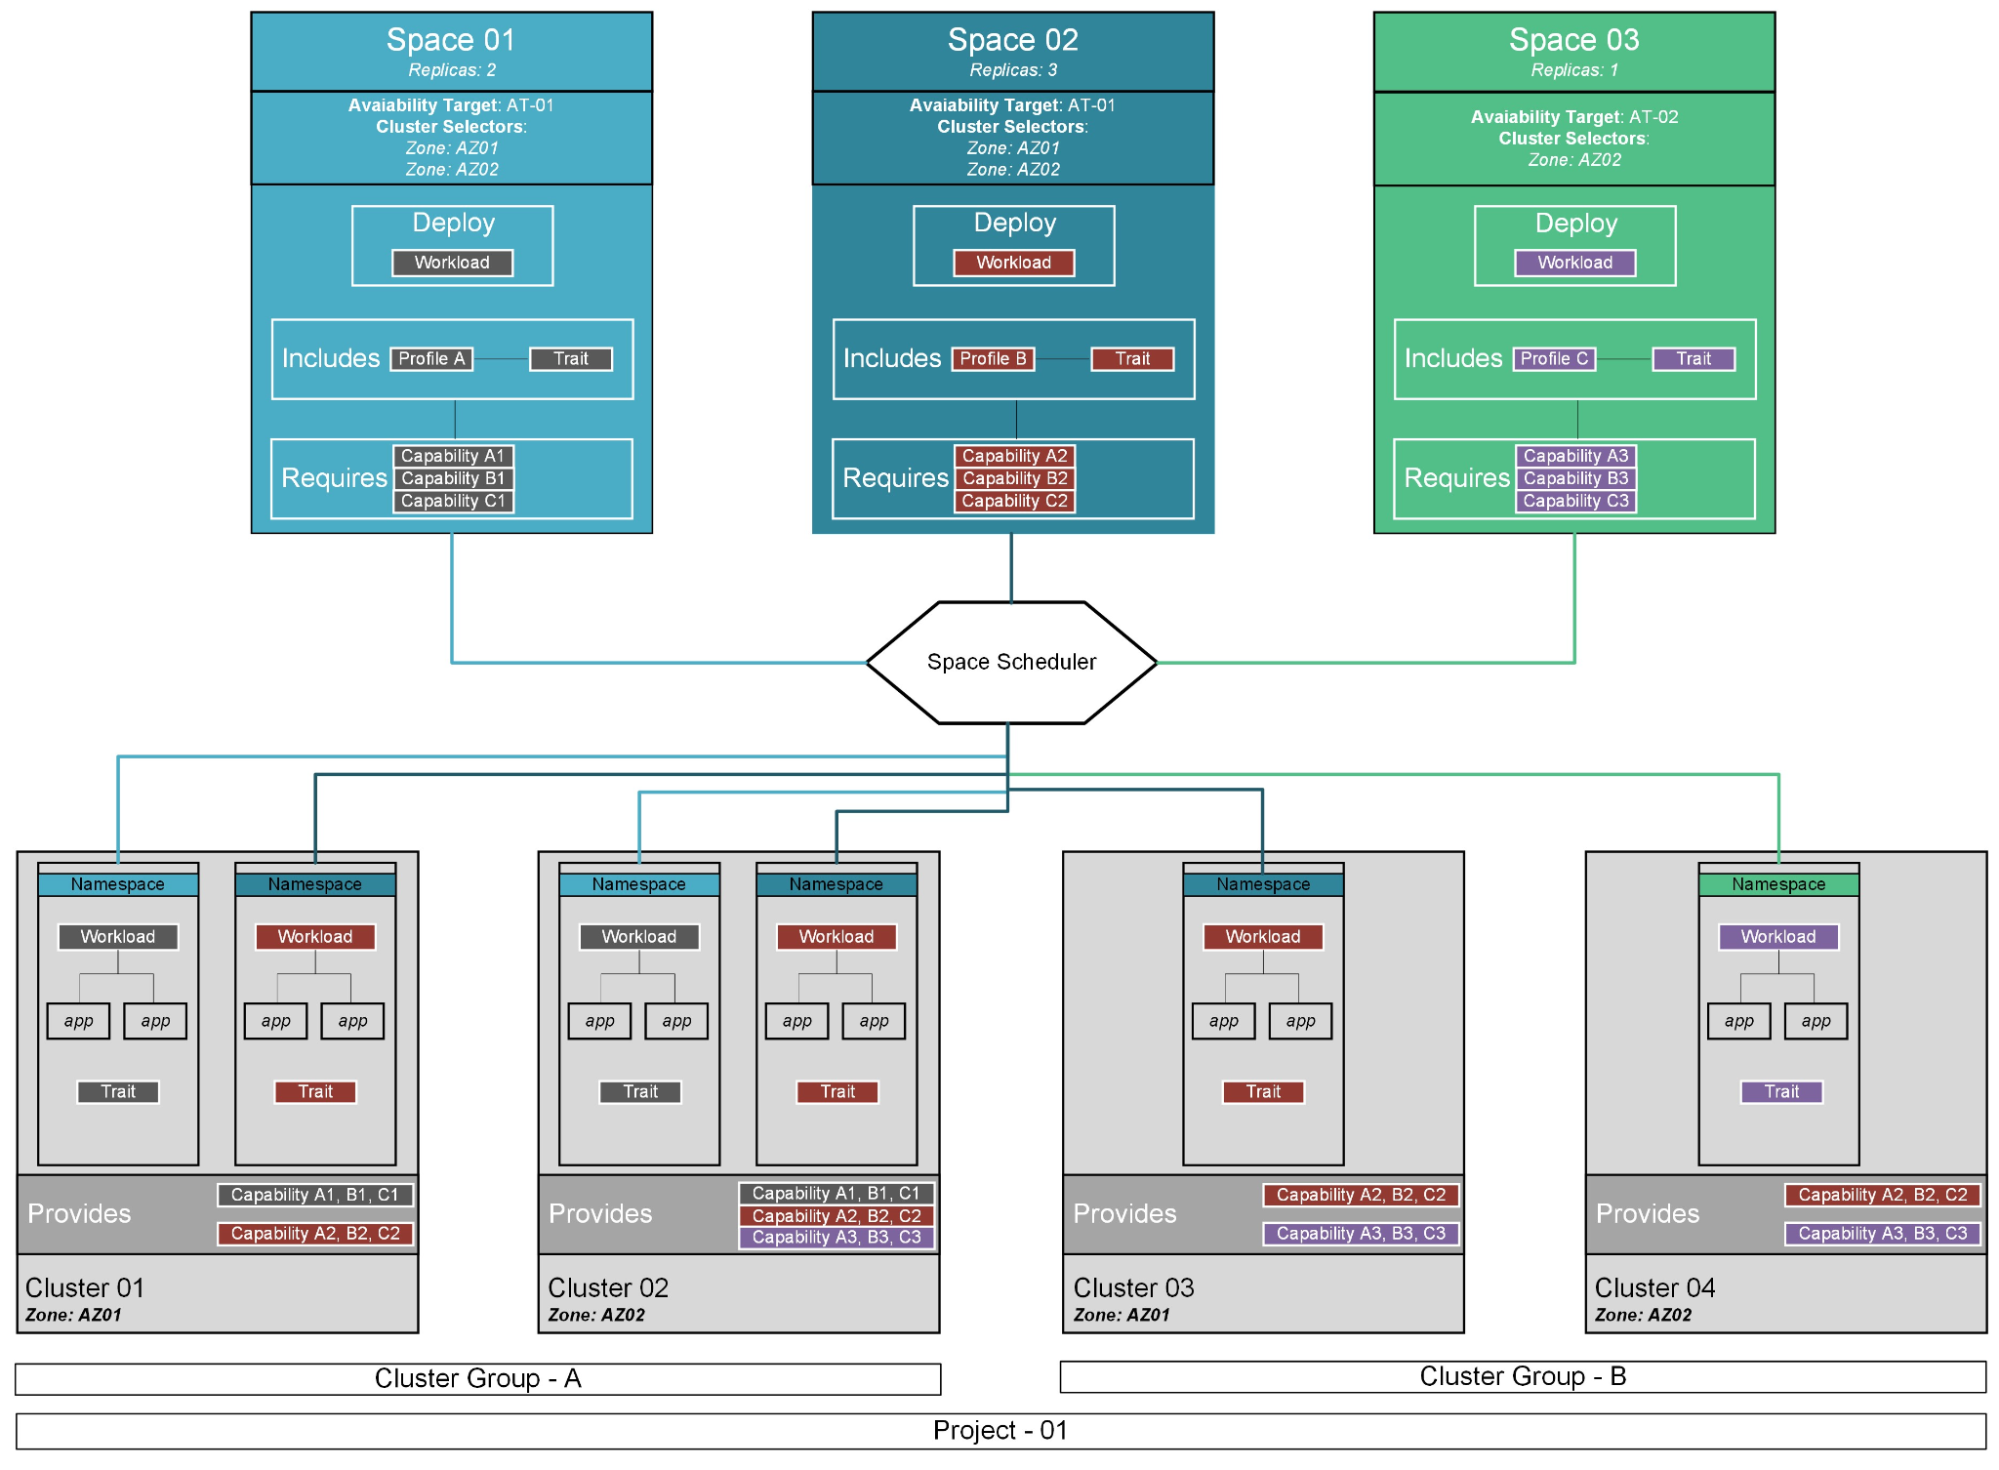 Space 01
Replicas: 2
Avaiability Target: AT-01
Cluster Selectors:
Zone: AZ01
Zone: AZ02
Deploy
Workload
Includes
Profile A
Trait
Requires
Capability A1
Capability B1
Capability C1
Space 02
Replicas: 3
Avaiability Target: AT-01
Cluster Selectors:
Zone: AZ01
Zone: AZ02
Deploy
Workload
Includes
Profile B
Trait
Requires
Capability A2
Capability B2
Capability C2
Space 03
Replicas: 1
Avaiability Target: AT-02
Cluster Selectors:
Zone: AZ02
Deploy
Workload
Includes
Profile C
Trait
Requires
Capability A3
Capability B3
Capability C3
Space Scheduler
Namespace
Workload
app
app
Trait
Namespace
Workload
app
app
Trait
Provides
Capability A1, B1, C1
Capability A2, B2, C2
Cluster 01
Zone: AZ01
Namespace
Workload
app
app
Trait
Namespace
Workload
app
app
Trait
Provides
Capability A1, B1, C1
Capability A2, B2, C2
Capability A3, B3, C3
Cluster 02
Zone: AZ02
Namespace
Workload
app
app
Trait
Provides
Capability A2, B2, C2
Capability A3, B3, C3
Cluster 03
Zone: AZ01
Namespace
Workload
app
app
Trait
Provides
Capability A2, B2, C2
Capability A3, B3, C3
Cluster 04
Zone: AZ02
Cluster Group - A
Cluster Group - B
Project - 01